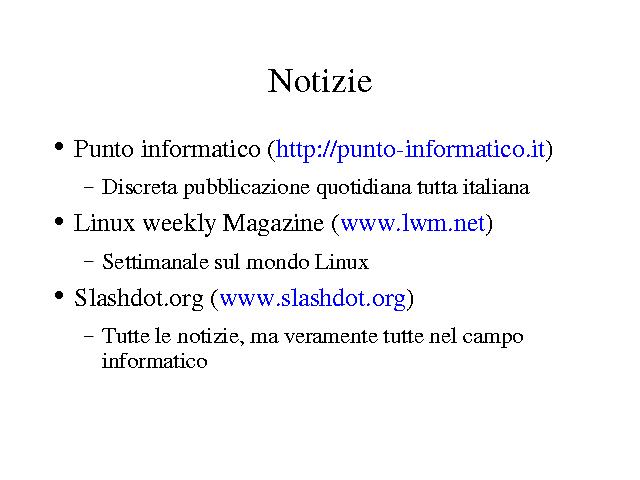 Notizie
• Punto informatico (http://punto-informatico.it)
– Discreta pubblicazione quotidiana tutta italiana
• Linux weekly Magazine (www.lwm.net)
– Settimanale sul mondo Linux
• Slashdot.org (www.slashdot.org)
– Tutte le notizie, ma veramente tutte nel campo
informatico